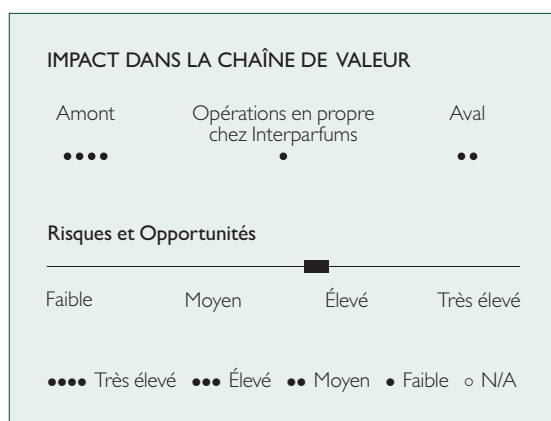 IMPACT DANS LA CHAÎNE DE VALEUR
Amont Opérations en propre chez Interparfums Aval
•••• • ••
Risques et Opportunités
Faible Moyen Élevé Très élevé
•••• Très élevé ••• Élevé •• Moyen • Faible ○ N/A